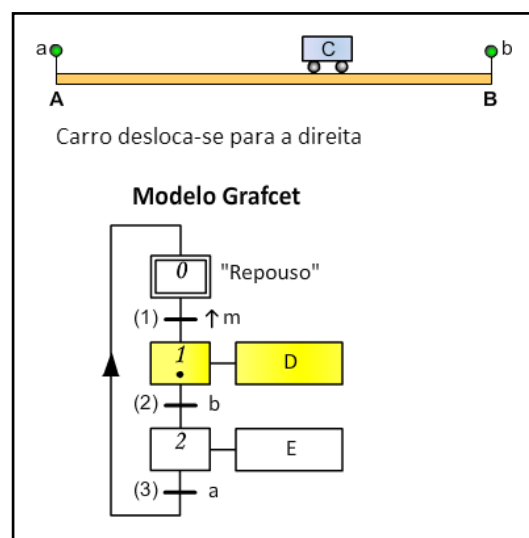 a C b
A B
Carro desloca-se para a direita
Modelo Grafcet
0 "Repouso"
(1) ↑m
1 D
(2) b
2 E
(3) a